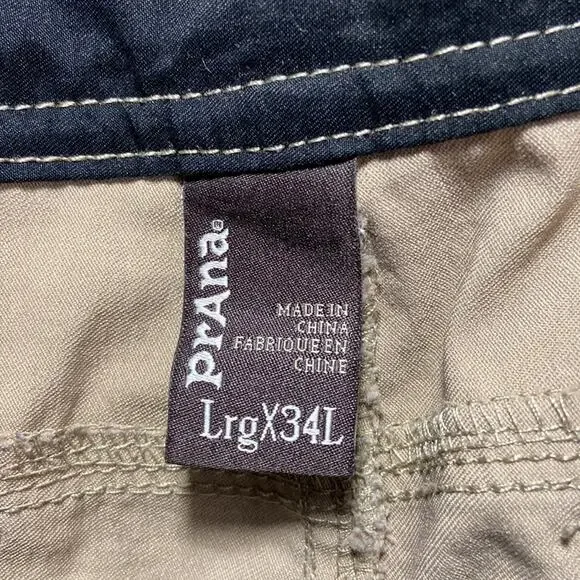 prAna®
MADE IN
CHINA
FABRIQUE EN
CHINE
LrgX34L